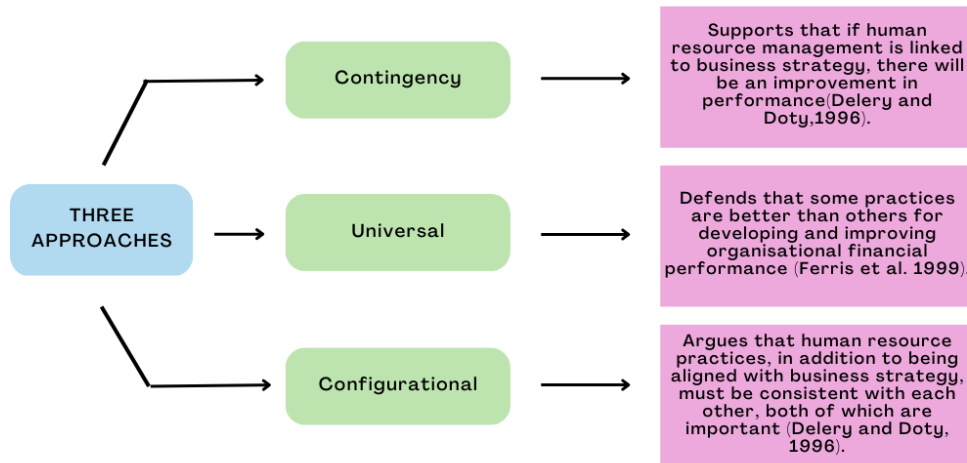 THREE
APPROACHES
Contingency
Supports that if human
resource management is linked
to business strategy, there will
be an improvement in
performance(Delery and
Doty,1996).
Universal
Defends that some practices
are better than others for
developing and improving
organisational financial
performance (Ferris et al. 1999).
Configurational
Argues that human resource
practices, in addition to being
aligned with business strategy,
must be consistent with each
other, both of which are
important (Delery and Doty,
1996).